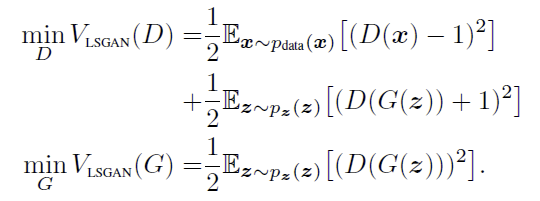 min_D V_LSGAN(D) = 1/2 𝔼_{x∼p_data(x)} [(D(x) − 1)²]
+ 1/2 𝔼_{z∼p_z(z)} [(D(G(z)) + 1)²]
min_G V_LSGAN(G) = 1/2 𝔼_{z∼p_z(z)} [(D(G(z)))²].